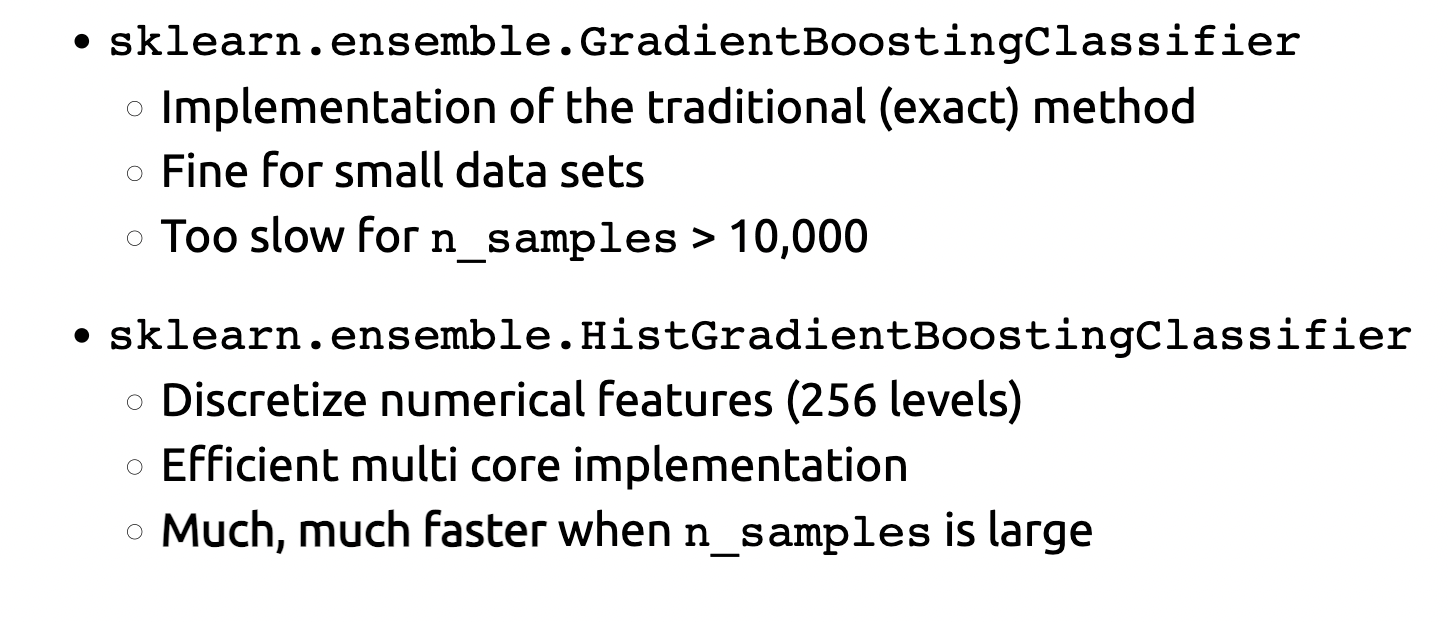 • sklearn.ensemble.GradientBoostingClassifier
○ Implementation of the traditional (exact) method
○ Fine for small data sets
○ Too slow for n_samples > 10,000
• sklearn.ensemble.HistGradientBoostingClassifier
○ Discretize numerical features (256 levels)
○ Efficient multi core implementation
○ Much, much faster when n_samples is large